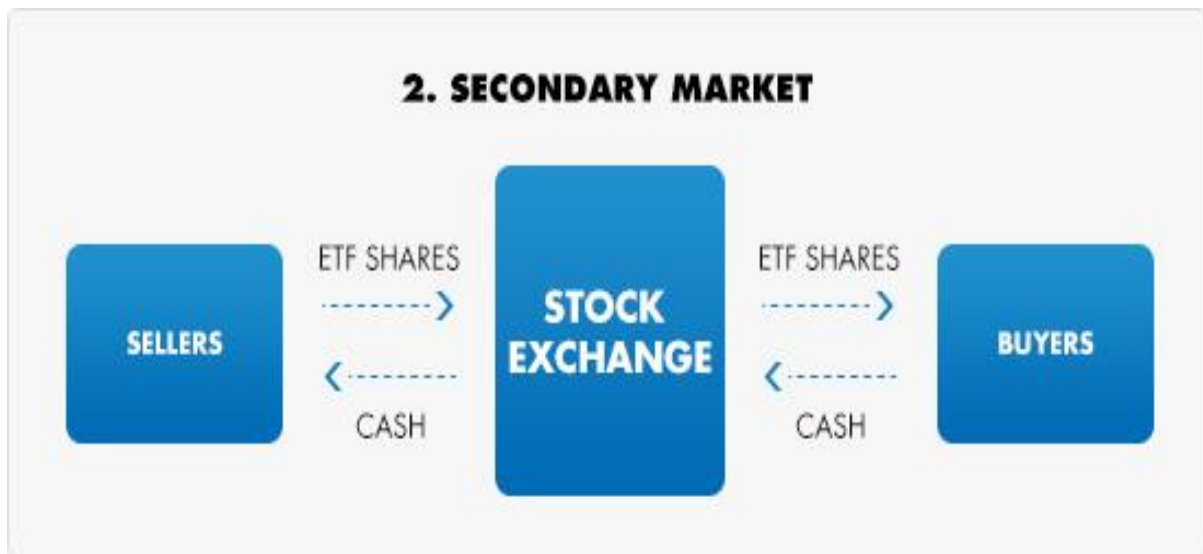 2. SECONDARY MARKET
SELLERS
ETF SHARES
CASH
STOCK
EXCHANGE
ETF SHARES
CASH
BUYERS